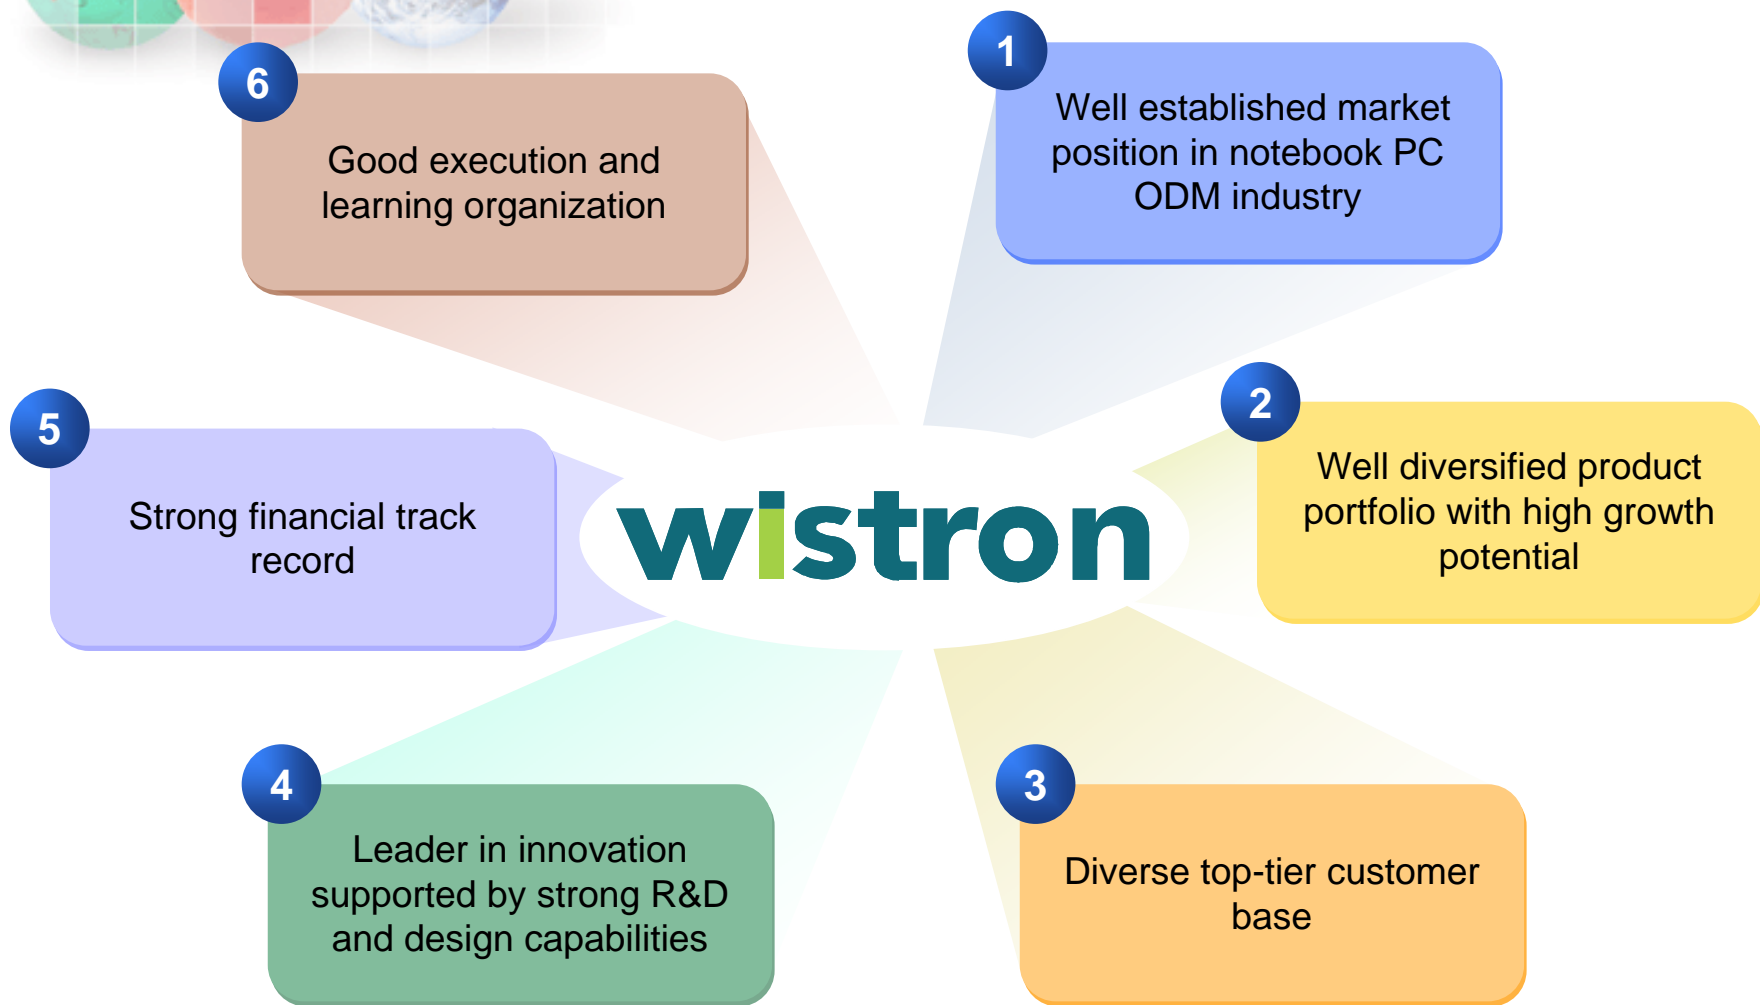 1
Well established market
position in notebook PC
ODM industry
2
Well diversified product
portfolio with high growth
potential
3
Diverse top-tier customer
base
4
Leader in innovation
supported by strong R&D
and design capabilities
5
Strong financial track
record
6
Good execution and
learning organization
wistron